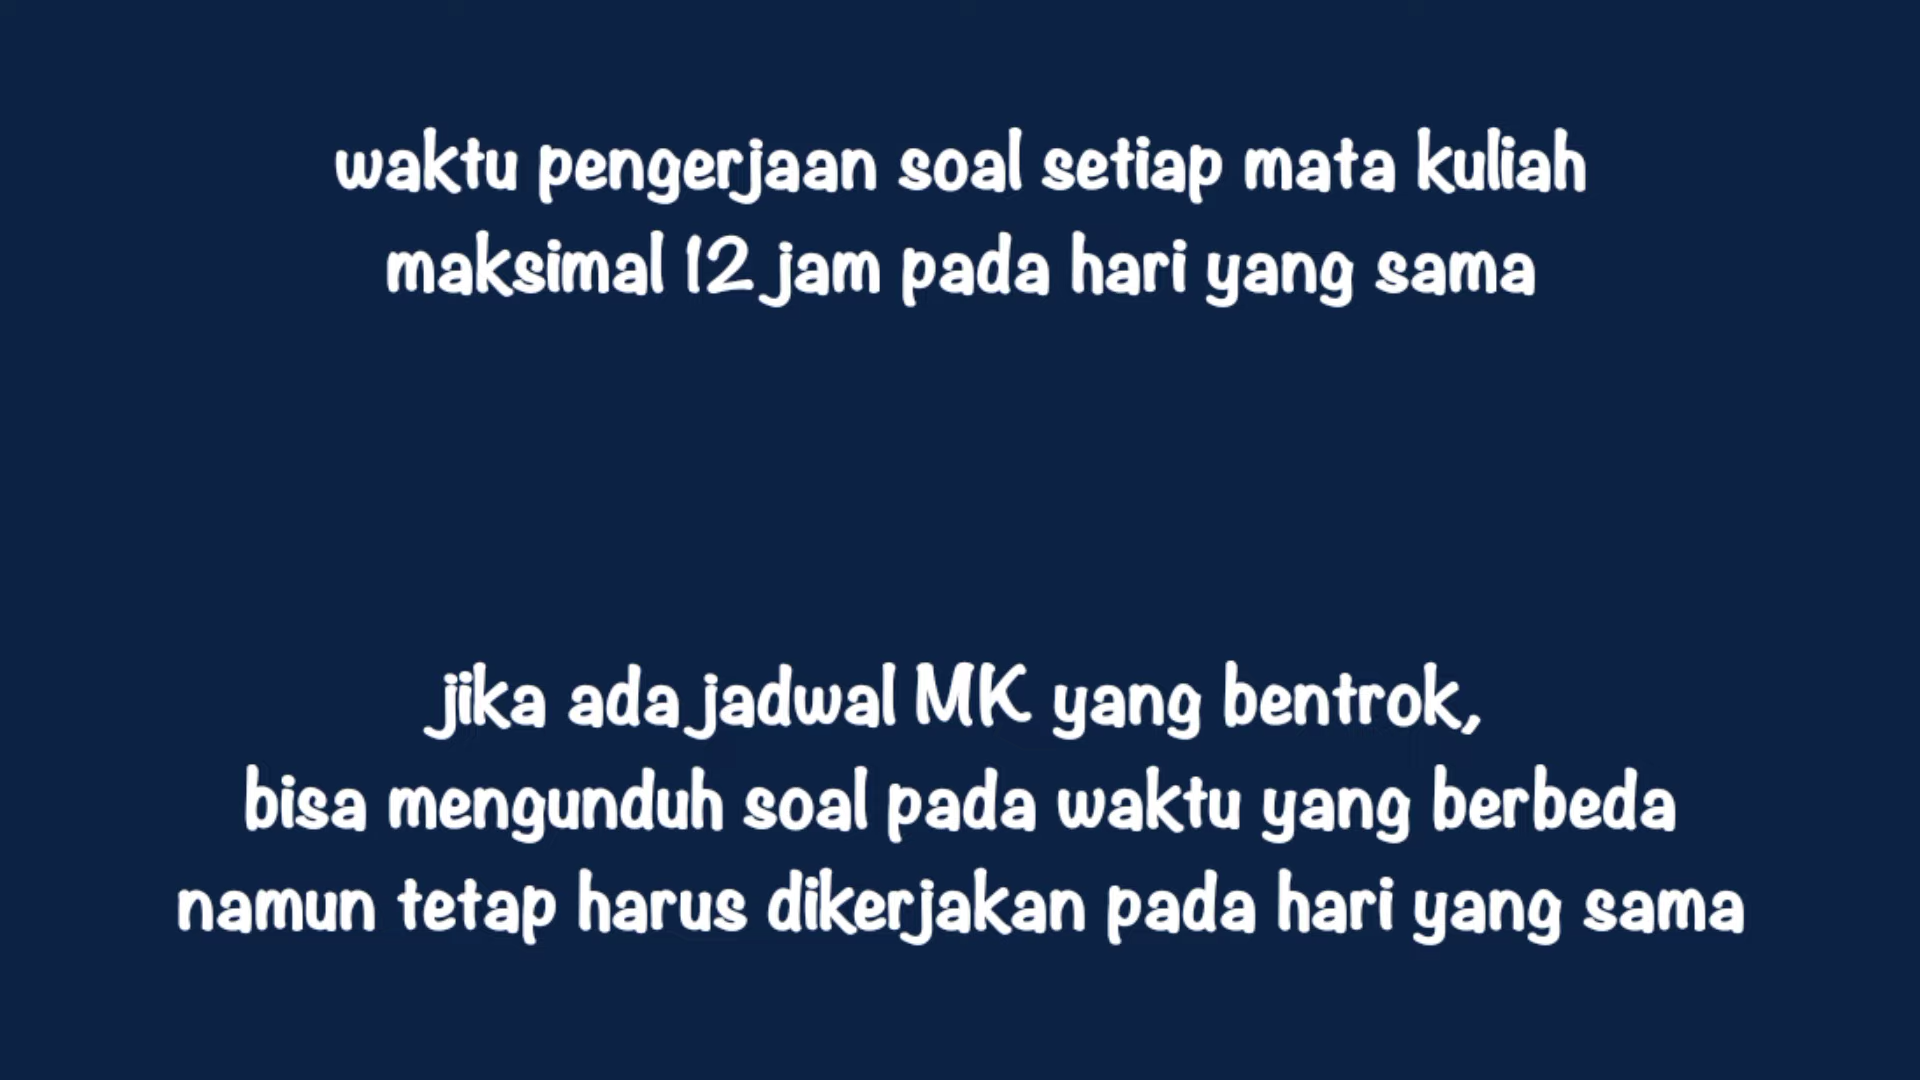 waktu pengerjaan soal setiap mata kuliah
maksimal 12 jam pada hari yang sama
jika ada jadwal MK yang bentrok,
bisa mengunduh soal pada waktu yang berbeda
namun tetap harus dikerjakan pada hari yang sama